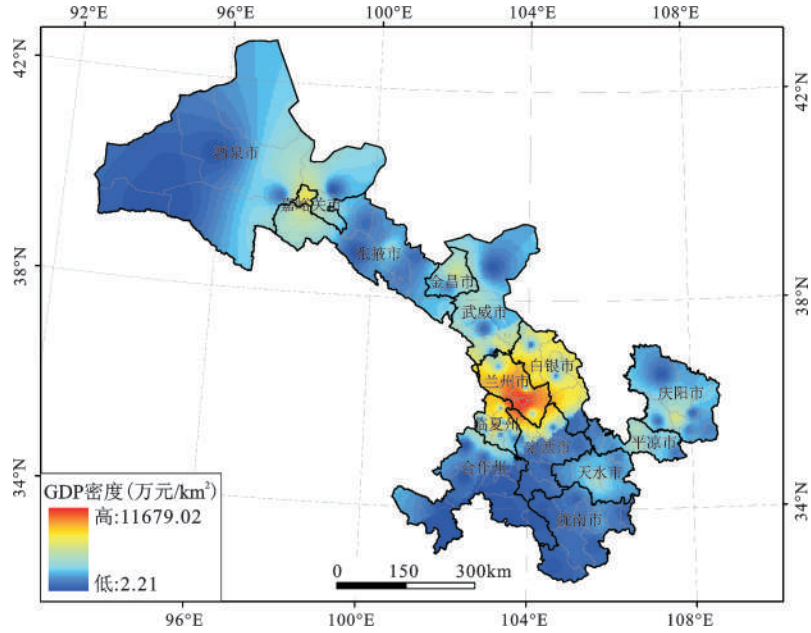 92°E 96°E 100°E 104°E 108°E
42°N
42°N
酒泉市
嘉峪关市
张掖市
38°N
金昌市
38°N
武威市
白银市
兰州市
庆阳市
临夏州
定西市
平凉市
合作州
天水市
34°N
34°N
陇南市
GDP密度(万元/km²)
高:11679.02
低:2.21
0 150 300km
96°E 100°E 104°E 108°E